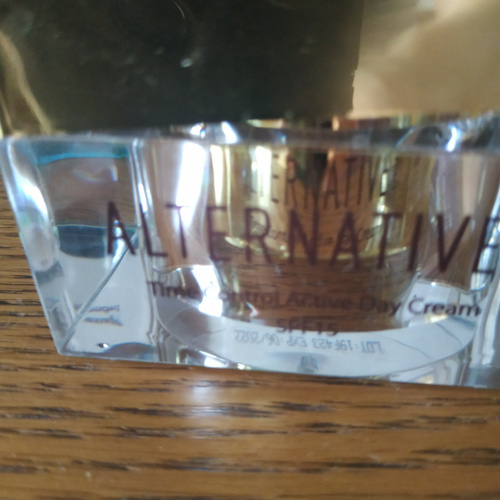 ALTERNATIVE
Time Control Active Day Cream
SPF15
LOT:19F423 EXP 06/2022